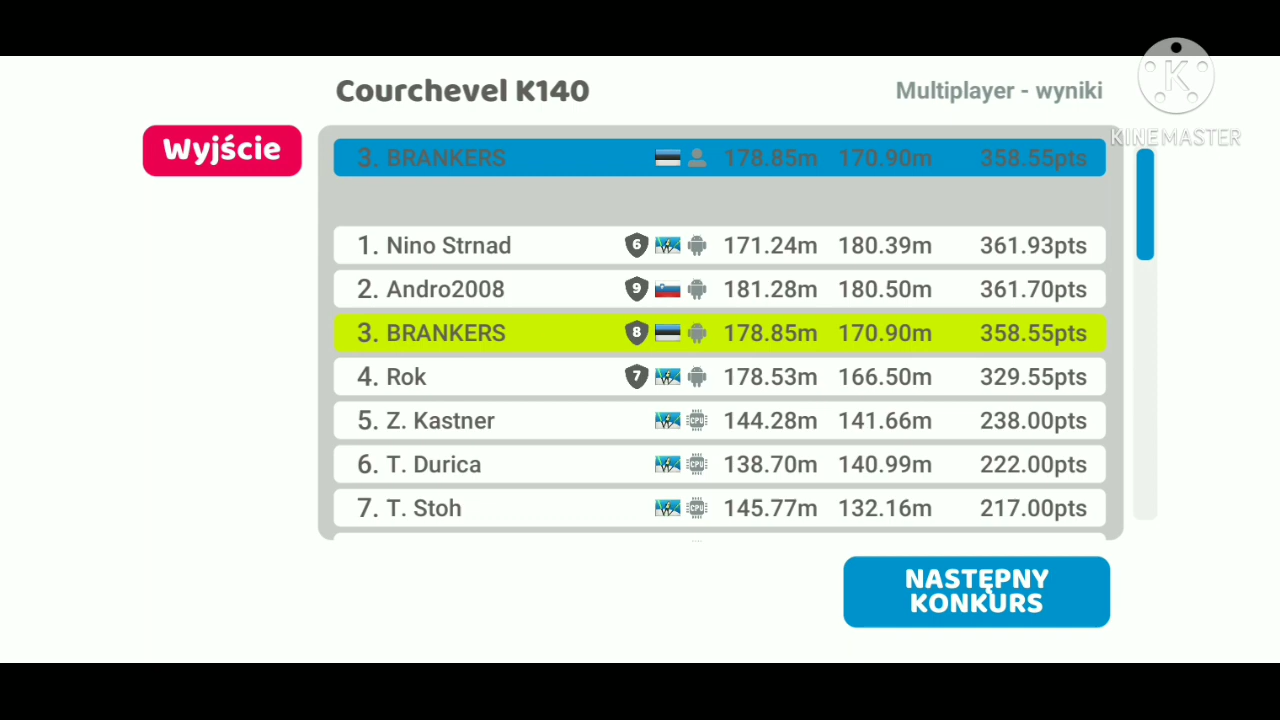 Courchevel K140
Multiplayer - wyniki
K
KINEMASTER
Wyjście
3. BRANKERS 178.85m 170.90m 358.55pts
1. Nino Strnad 6 171.24m 180.39m 361.93pts
2. Andro2008 9 181.28m 180.50m 361.70pts
3. BRANKERS 8 178.85m 170.90m 358.55pts
4. Rok 7 178.53m 166.50m 329.55pts
5. Z. Kastner CPU 144.28m 141.66m 238.00pts
6. T. Durica CPU 138.70m 140.99m 222.00pts
7. T. Stoh CPU 145.77m 132.16m 217.00pts
NASTĘPNY
KONKURS